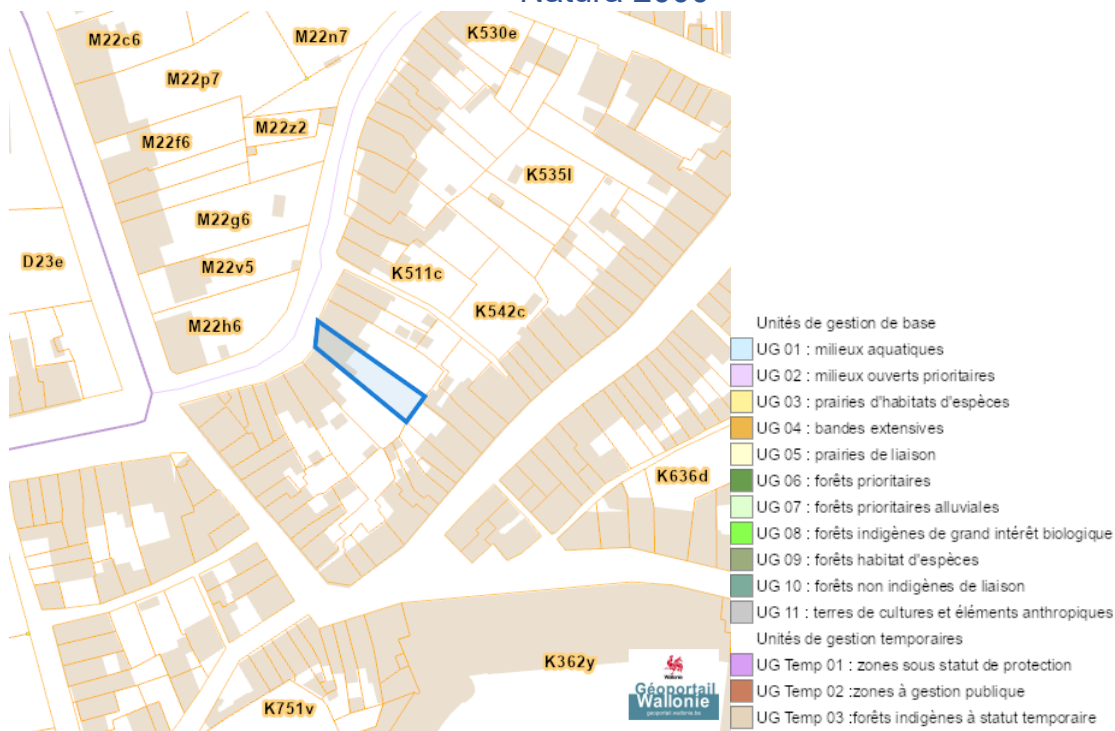 Natura 2000
M22c6
M22n7
K530e
M22p7
M22z2
M22f6
K535l
M22g6
D23e
M22v5
K511c
K542c
M22h6
K636d
K362y
K751v
Wallonie
Géoportail
Wallonie
geoportail.wallonie.be
Unités de gestion de base
UG 01 : milieux aquatiques
UG 02 : milieux ouverts prioritaires
UG 03 : prairies d'habitats d'espèces
UG 04 : bandes extensives
UG 05 : prairies de liaison
UG 06 : forêts prioritaires
UG 07 : forêts prioritaires alluviales
UG 08 : forêts indigènes de grand intérêt biologique
UG 09 : forêts habitat d'espèces
UG 10 : forêts non indigènes de liaison
UG 11 : terres de cultures et éléments anthropiques
Unités de gestion temporaires
UG Temp 01 : zones sous statut de protection
UG Temp 02 :zones à gestion publique
UG Temp 03 :forêts indigènes à statut temporaire